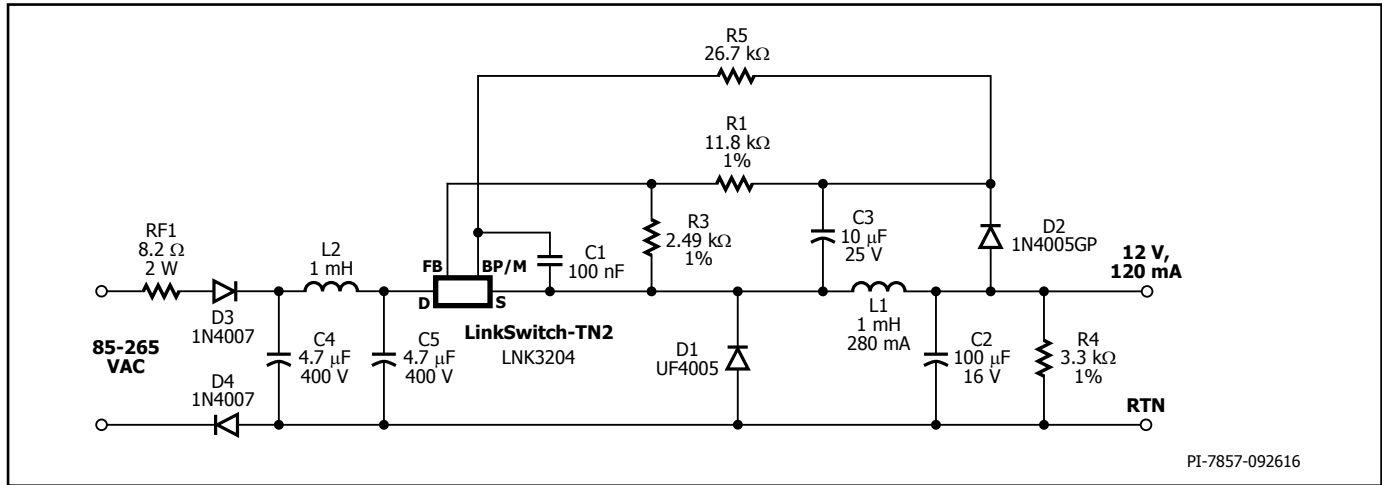 R5
26.7 kΩ
R1
11.8 kΩ
1%
RF1
8.2 Ω
2 W
L2
1 mH
R3
2.49 kΩ
1%
C3
10 µF
25 V
D2
1N4005GP
FB
BP/M
C1
100 nF
12 V,
120 mA
D
S
D3
1N4007
LinkSwitch-TN2
LNK3204
L1
1 mH
280 mA
85-265
VAC
C4
4.7 µF
400 V
C5
4.7 µF
400 V
D1
UF4005
C2
100 µF
16 V
R4
3.3 kΩ
1%
D4
1N4007
RTN
PI-7857-092616